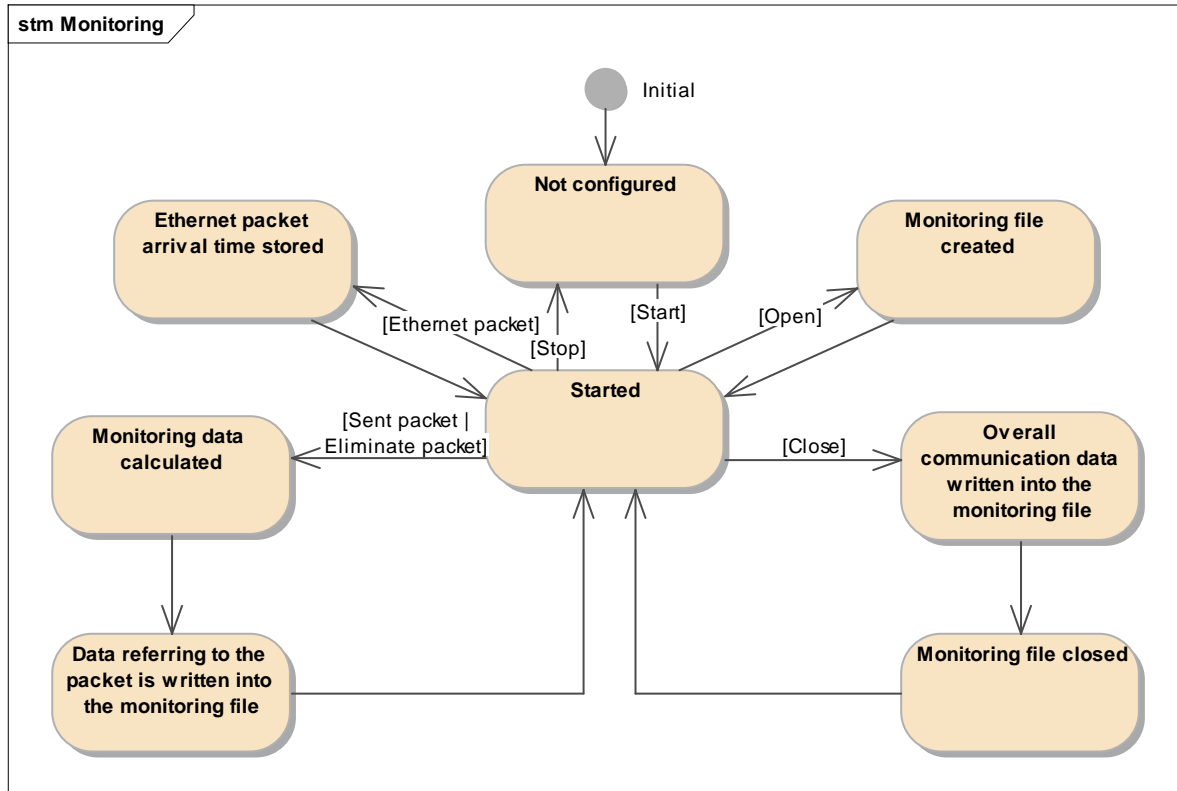 stm Monitoring
Initial
Not configured
Ethernet packet
arrival time stored
Monitoring file
created
[Ethernet packet]
[Stop]
[Start]
[Open]
Started
[Sent packet |
Eliminate packet]
[Close]
Monitoring data
calculated
Overall
communication data
written into the
monitoring file
Data referring to the
packet is written into
the monitoring file
Monitoring file closed